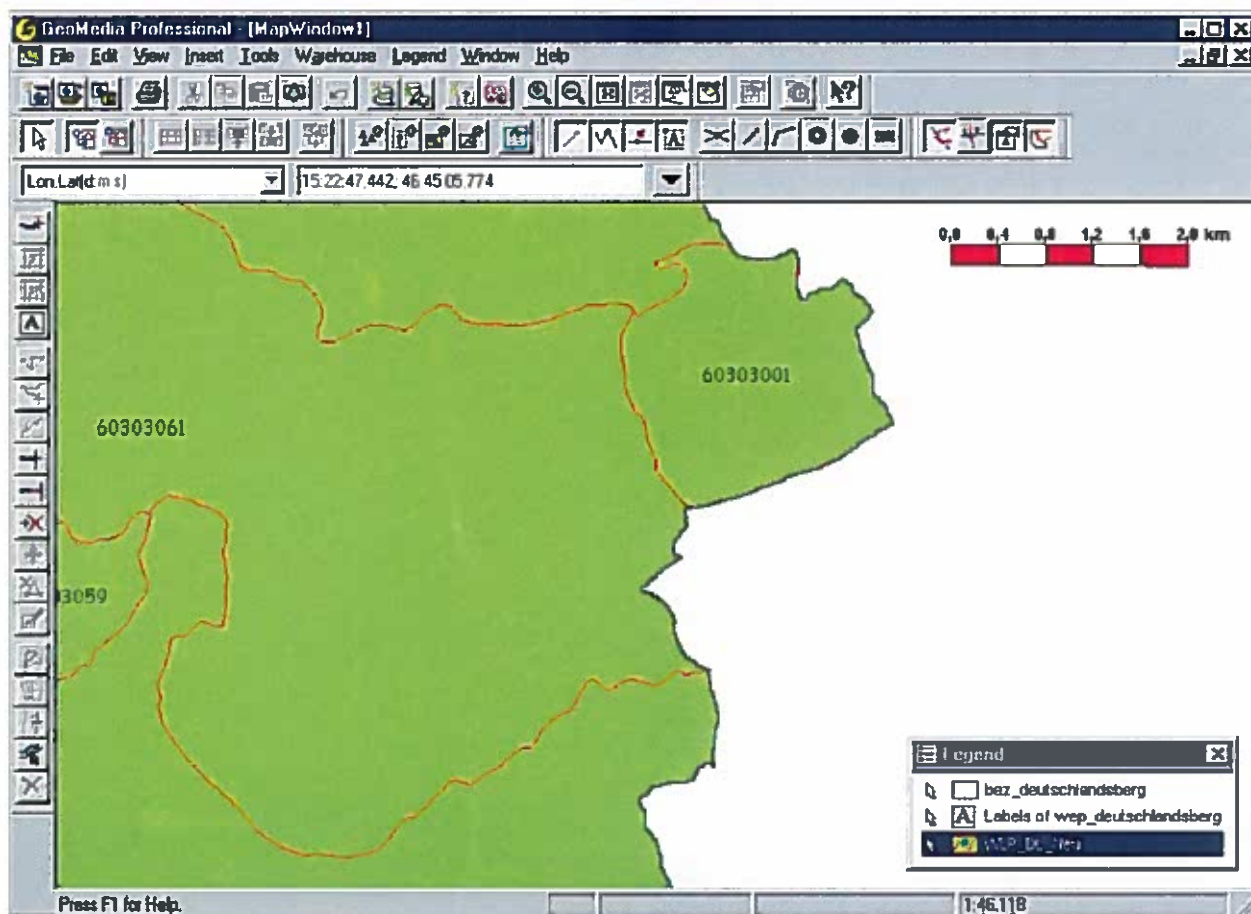 GeoMedia Professional - [MapWindow1]
File Edit View Insert Tools Warehouse Legend Window Help
Lon,Lat(d:m:s) 15:22:47,442; 46:45:05,774
0,0 0,4 0,8 1,2 1,6 2,0 km
60303001
60303061
03059
Legend
bez_deutschlandsberg
A Labels of wep_deutschlandsberg
Press F1 for Help.
1:46.118